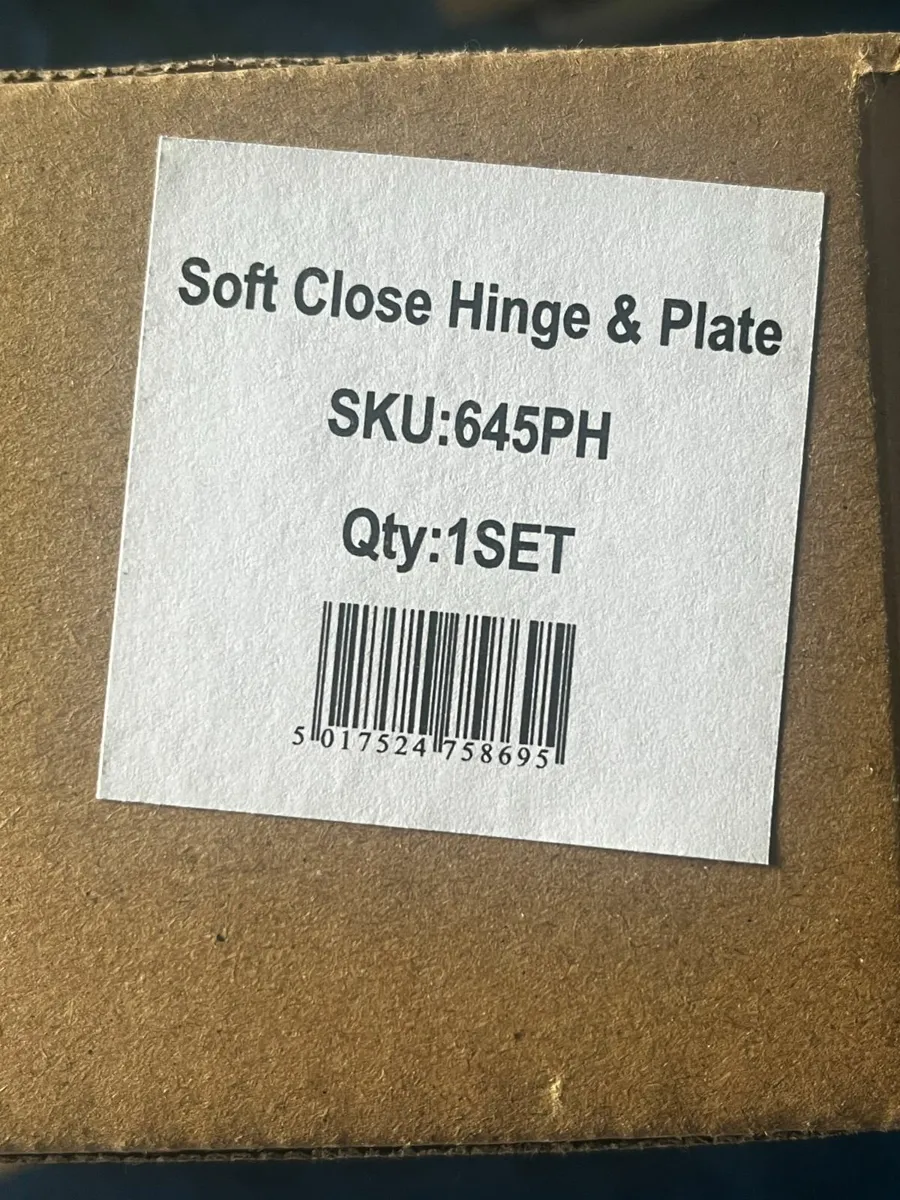 Soft Close Hinge & Plate
SKU:645PH
Qty:1SET
5 017524 758695